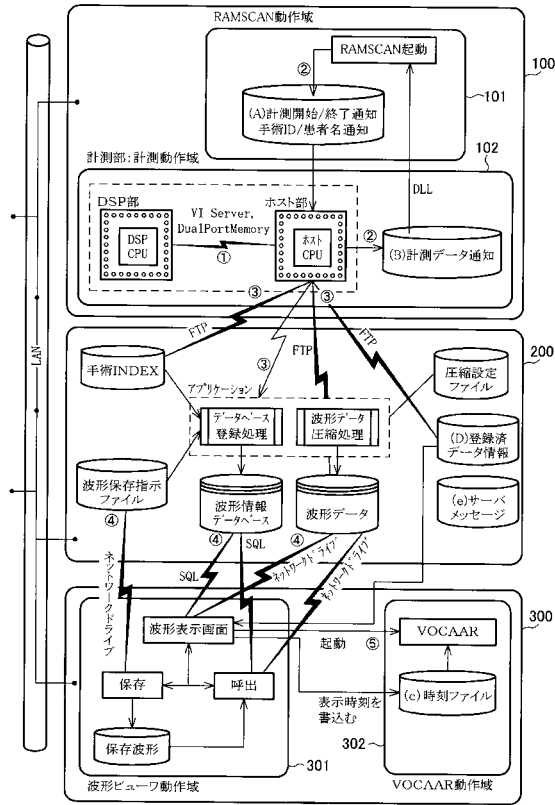 RAMSCAN動作域
100
RAMSCAN起動
②
101
(A)計測開始/終了通知
手術ID/患者名通知
計測部:計測動作域
102
DLL
DSP部
ホスト部
VI Server,
DualPortMemory
DSP
CPU
ホスト
CPU
①
②
(B)計測データ通知
③
③
FTP
③
FTP
FTP
LAN
200
手術INDEX
圧縮設定
ファイル
アプリケーション
データベース
登録処理
波形データ
圧縮処理
(D)登録済
データ情報
波形保存指示
ファイル
波形情報
データベース
波形データ
(e)サーバ
メッセージ
④
④
④
SQL
SQL
ネットワークドライブ
ネットワークドライブ
ネットワークドライブ
300
波形表示画面
起動
⑤
VOCAAR
保存
呼出
表示時刻を
書込む
(c)時刻ファイル
保存波形
301
302
波形ビューワ動作域
VOCAAR動作域